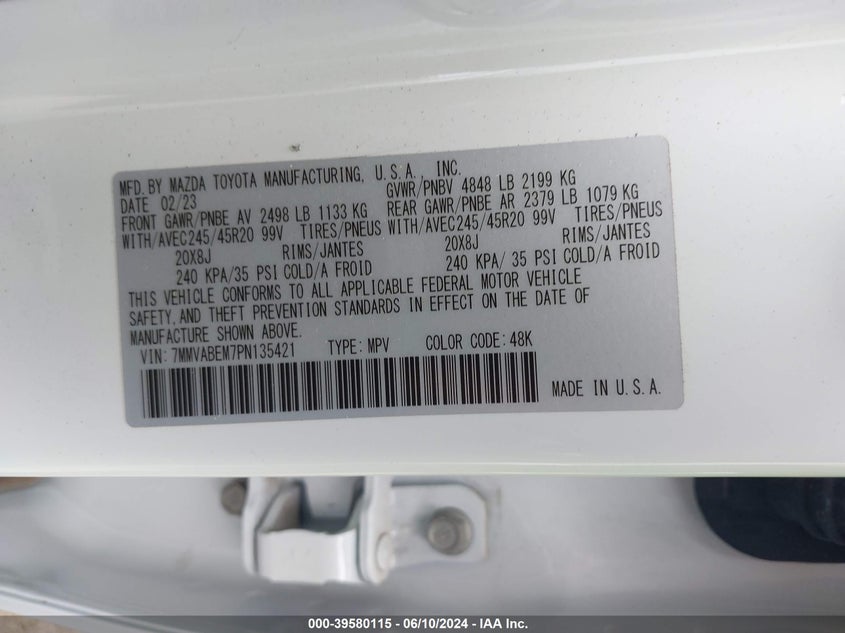 MFD. BY MAZDA TOYOTA MANUFACTURING, U.S.A. INC.
DATE 02/23 GVWR/PNBV 4848 LB 2199 KG
FRONT GAWR/PNBE AV 2498 LB 1133 KG REAR GAWR/PNBE AR 2379 LB 1079 KG
WITH/AVEC245/45R20 99V TIRES/PNEUS WITH/AVEC245/45R20 99V TIRES/PNEUS
20X8J RIMS/JANTES 20X8J RIMS/JANTES
240 KPA/ 35 PSI COLD/A FROID 240 KPA/ 35 PSI COLD/A FROID
THIS VEHICLE CONFORMS TO ALL APPLICABLE FEDERAL MOTOR VEHICLE
SAFETY, AND THEFT PREVENTION STANDARDS IN EFFECT ON THE DATE OF
MANUFACTURE SHOWN ABOVE.
VIN: 7MMVABEM7PN135421 TYPE: MPV COLOR CODE: 48K
MADE IN U.S.A.
000-39580115 - 06/10/2024 - IAA Inc.